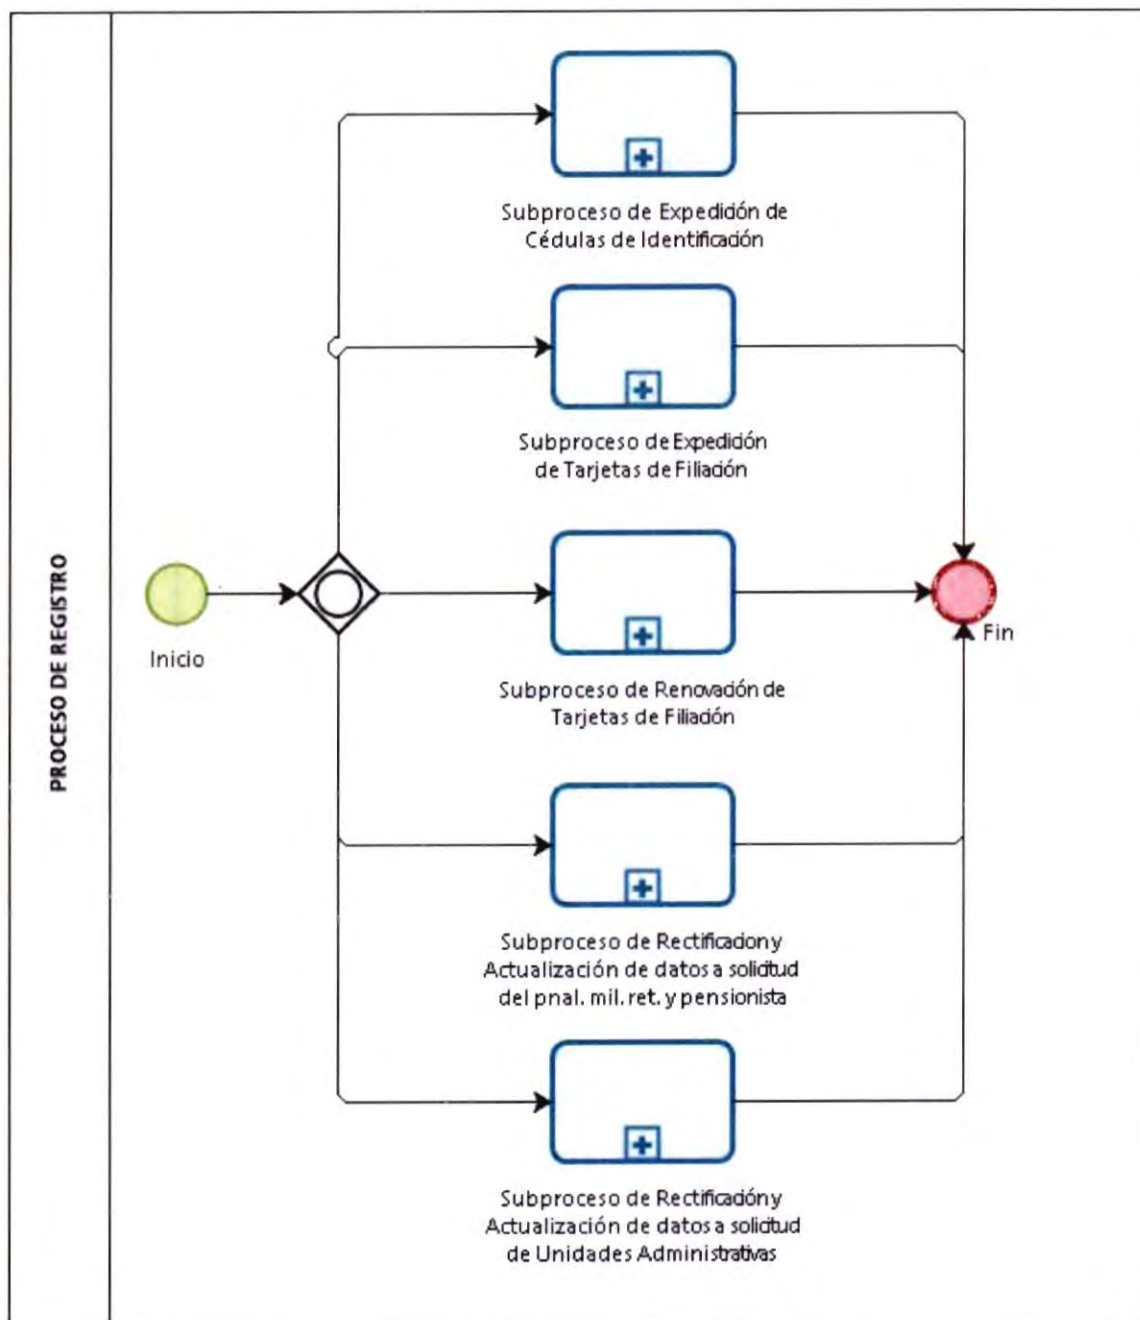 PROCESO DE REGISTRO
Subproceso de Expedición de
Cédulas de Identificación
Subproceso de Expedición
de Tarjetas de Filiación
Inicio
Fin
Subproceso de Renovación de
Tarjetas de Filiación
Subproceso de Rectificacion y
Actualización de datos a solicitud
del pnal. mil. ret. y pensionista
Subproceso de Rectificación y
Actualización de datos a solicitud
de Unidades Administrativas